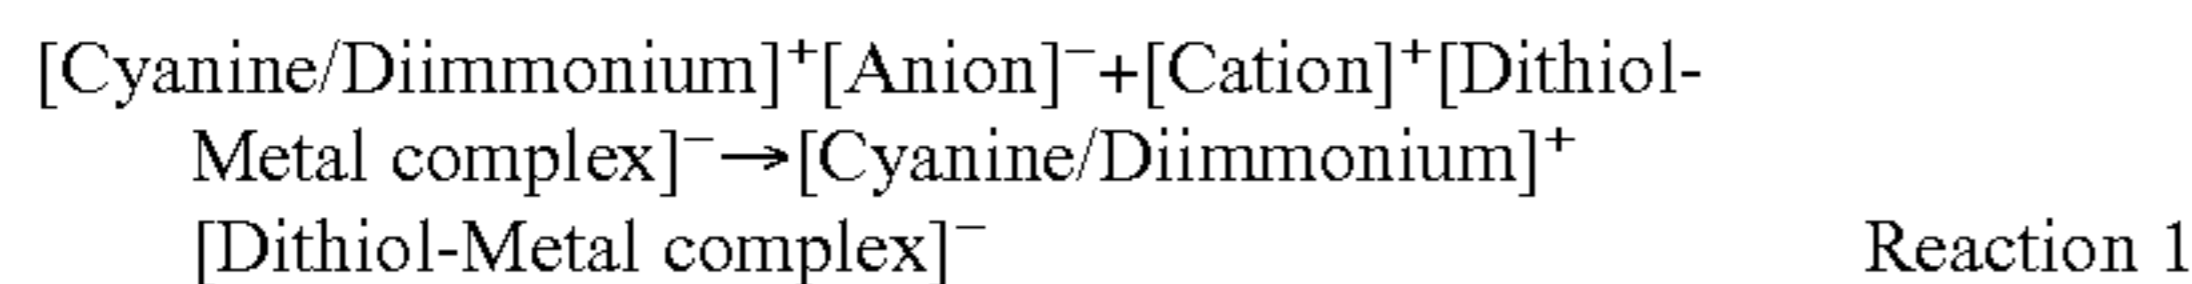 [Cyanine/Diimmonium]⁺[Anion]⁻+[Cation]⁺[Dithiol-
Metal complex]⁻→[Cyanine/Diimmonium]⁺
[Dithiol-Metal complex]⁻ Reaction 1